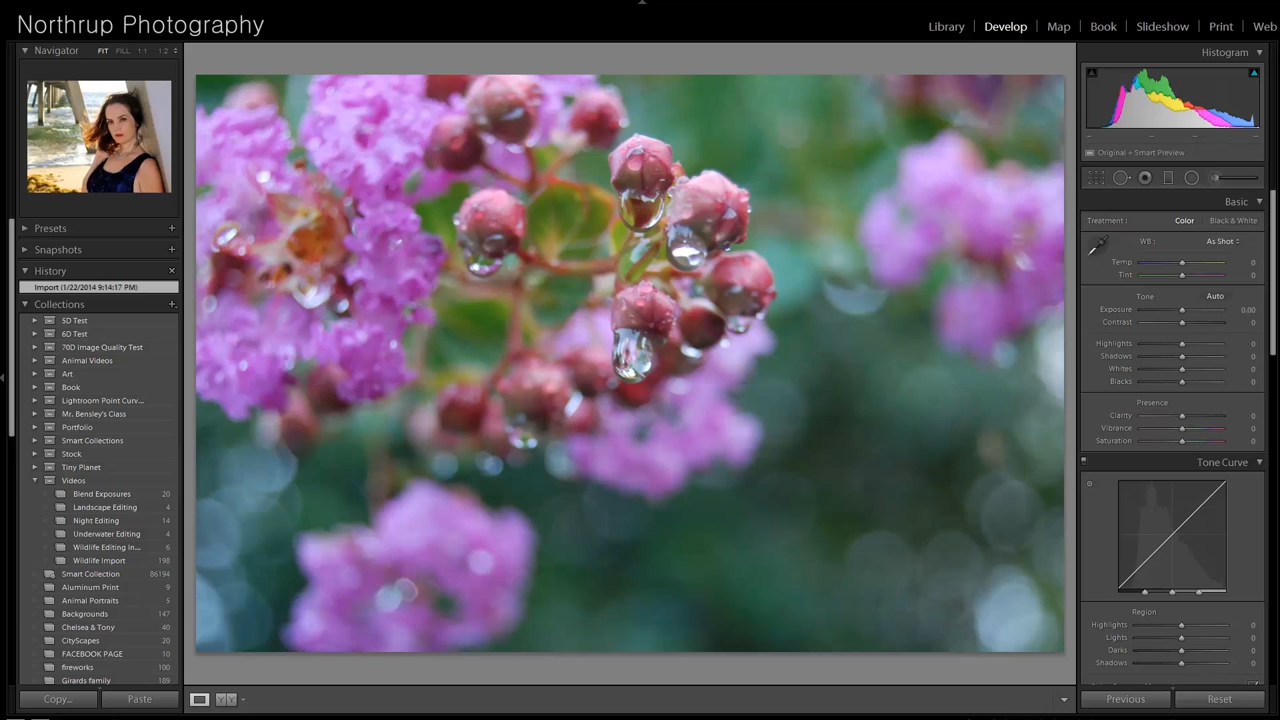 Northrup Photography
Library | Develop | Map | Book | Slideshow | Print | Web
Navigator FIT FILL 1:1 1:2
Presets
Snapshots
History
Import (1/22/2014 9:14:17 PM)
Collections
5D Test
6D Test
70D Image Quality Test
Animal Videos
Art
Book
Lightroom Point Curv...
Mr. Bensley's Class
Portfolio
Smart Collections
Stock
Tiny Planet
Videos
Blend Exposures 20
Landscape Editing 4
Night Editing 14
Underwater Editing 4
Wildlife Editing In... 6
Wildlife Import 198
Smart Collection 86194
Aluminum Print 9
Animal Portraits 5
Backgrounds 147
Chelsea & Tony 40
CityScapes 20
FACEBOOK PAGE 10
fireworks 100
Girards family 189
Copy... Paste
Histogram
Original + Smart Preview
Basic
Treatment: Color Black & White
WB: As Shot
Temp 0
Tint 0
Tone Auto
Exposure 0.00
Contrast 0
Highlights 0
Shadows 0
Whites 0
Blacks 0
Presence
Clarity 0
Vibrance 0
Saturation 0
Tone Curve
Region
Highlights 0
Lights 0
Darks 0
Shadows 0
Previous Reset